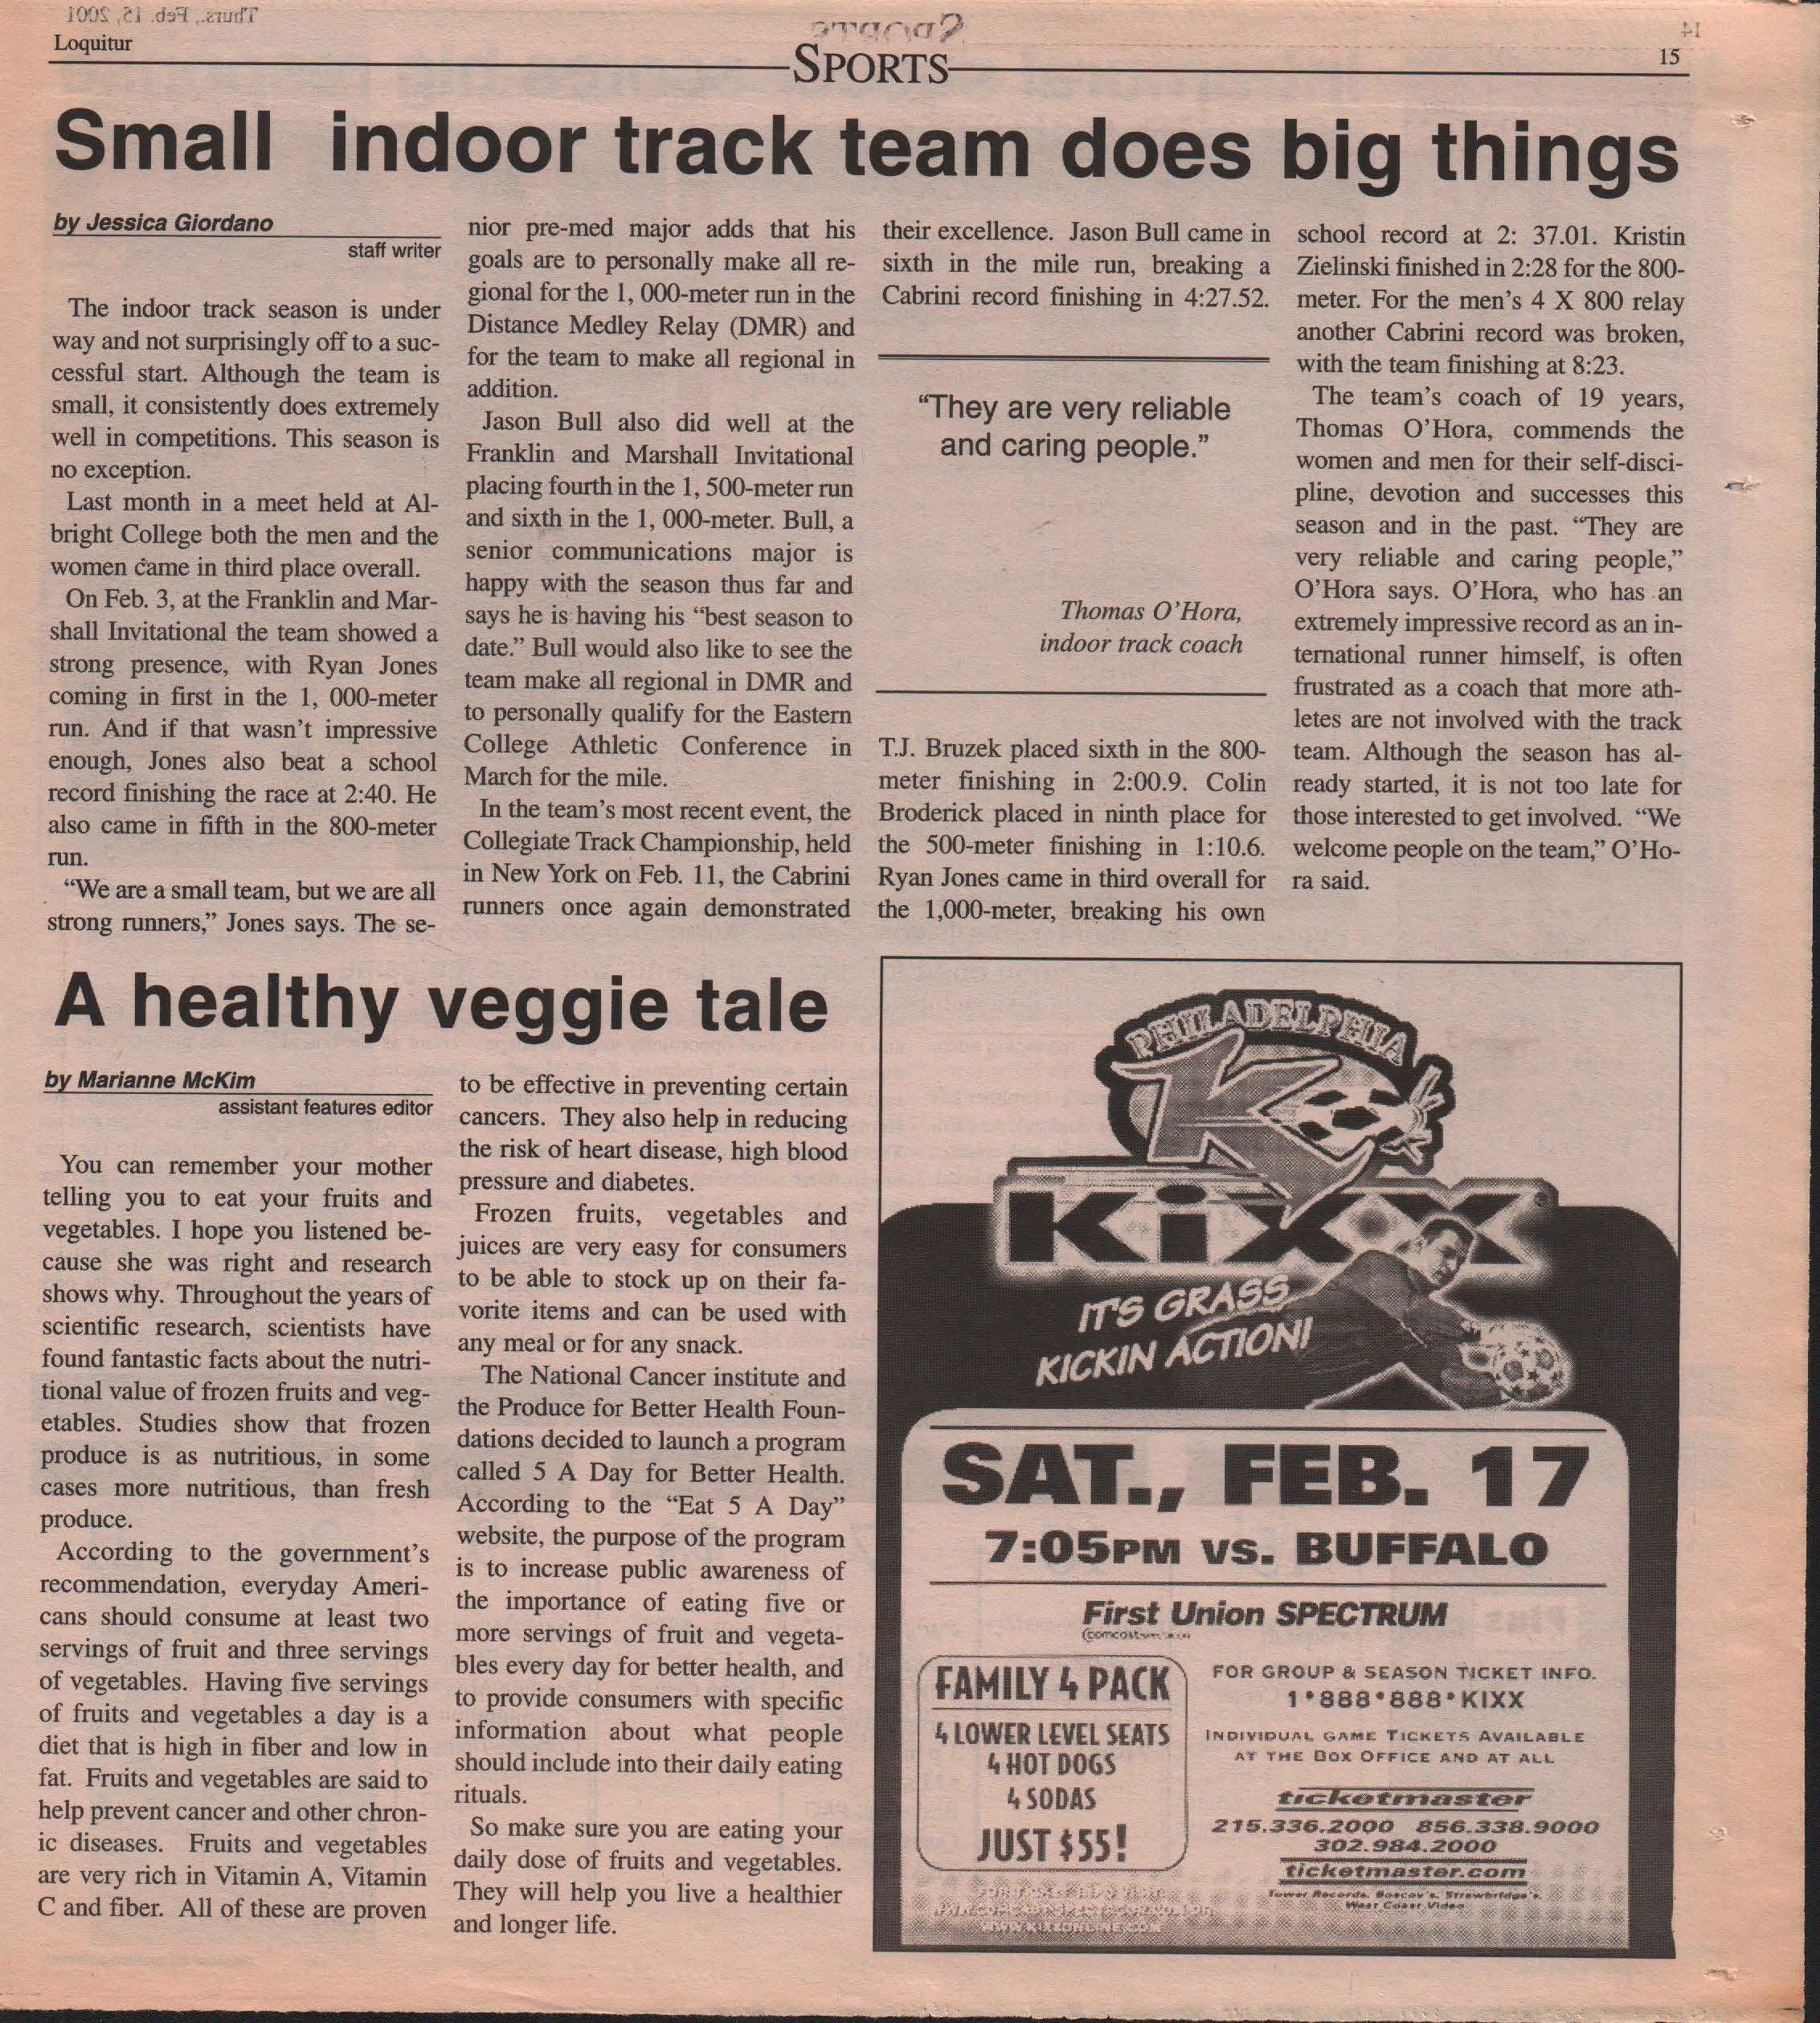 Loquitur
SPORTS
15
Small indoor track team does big things
by Jessica Giordano
staff writer
The indoor track season is under
way and not surprisingly off to a suc-
cessful start. Although the team is
small, it consistently does extremely
well in competitions. This season is
no exception.
Last month in a meet held at Al-
bright College both the men and the
women came in third place overall.
On Feb. 3, at the Franklin and Mar-
shall Invitational the team showed a
strong presence, with Ryan Jones
coming in first in the 1, 000-meter
run. And if that wasn't impressive
enough, Jones also beat a school
record finishing the race at 2:40. He
also came in fifth in the 800-meter
run.
“We are a small team, but we are all
strong runners,” Jones says. The se-
nior pre-med major adds that his
goals are to personally make all re-
gional for the 1, 000-meter run in the
Distance Medley Relay (DMR) and
for the team to make all regional in
addition.
Jason Bull also did well at the
Franklin and Marshall Invitational
placing fourth in the 1, 500-meter run
and sixth in the 1, 000-meter. Bull, a
senior communications major is
happy with the season thus far and
says he is having his “best season to
date.” Bull would also like to see the
team make all regional in DMR and
to personally qualify for the Eastern
College Athletic Conference in
March for the mile.
In the team's most recent event, the
Collegiate Track Championship, held
in New York on Feb. 11, the Cabrini
runners once again demonstrated
their excellence. Jason Bull came in
sixth in the mile run, breaking a
Cabrini record finishing in 4:27.52.
“They are very reliable
and caring people.”
Thomas O'Hora,
indoor track coach
T.J. Bruzek placed sixth in the 800-
meter finishing in 2:00.9. Colin
Broderick placed in ninth place for
the 500-meter finishing in 1:10.6.
Ryan Jones came in third overall for
the 1,000-meter, breaking his own
school record at 2: 37.01. Kristin
Zielinski finished in 2:28 for the 800-
meter. For the men's 4 X 800 relay
another Cabrini record was broken,
with the team finishing at 8:23.
The team's coach of 19 years,
Thomas O'Hora, commends the
women and men for their self-disci-
pline, devotion and successes this
season and in the past. “They are
very reliable and caring people,”
O'Hora says. O'Hora, who has an
extremely impressive record as an in-
ternational runner himself, is often
frustrated as a coach that more ath-
letes are not involved with the track
team. Although the season has al-
ready started, it is not too late for
those interested to get involved. “We
welcome people on the team,” O'Ho-
ra said.
A healthy veggie tale
by Marianne McKim
assistant features editor
You can remember your mother
telling you to eat your fruits and
vegetables. I hope you listened be-
cause she was right and research
shows why. Throughout the years of
scientific research, scientists have
found fantastic facts about the nutri-
tional value of frozen fruits and veg-
etables. Studies show that frozen
produce is as nutritious, in some
cases more nutritious, than fresh
produce.
According to the government's
recommendation, everyday Ameri-
cans should consume at least two
servings of fruit and three servings
of vegetables. Having five servings
of fruits and vegetables a day is a
diet that is high in fiber and low in
fat. Fruits and vegetables are said to
help prevent cancer and other chron-
ic diseases. Fruits and vegetables
are very rich in Vitamin A, Vitamin
C and fiber. All of these are proven
to be effective in preventing certain
cancers. They also help in reducing
the risk of heart disease, high blood
pressure and diabetes.
Frozen fruits, vegetables and
juices are very easy for consumers
to be able to stock up on their fa-
vorite items and can be used with
any meal or for any snack.
The National Cancer institute and
the Produce for Better Health Foun-
dations decided to launch a program
called 5 A Day for Better Health.
According to the “Eat 5 A Day”
website, the purpose of the program
is to increase public awareness of
the importance of eating five or
more servings of fruit and vegeta-
bles every day for better health, and
to provide consumers with specific
information about what people
should include into their daily eating
rituals.
So make sure you are eating your
daily dose of fruits and vegetables.
They will help you live a healthier
and longer life.
PHILADELPHIA
K
KiXX
IT'S GRASS
KICKIN ACTION!
SAT., FEB. 17
7:05PM VS. BUFFALO
First Union SPECTRUM
FAMILY 4 PACK
4 LOWER LEVEL SEATS
4 HOT DOGS
4 SODAS
JUST $55!
FOR GROUP & SEASON TICKET INFO.
1•888•888•KIXX
INDIVIDUAL GAME TICKETS AVAILABLE
AT THE BOX OFFICE AND AT ALL
ticketmaster
215.336.2000 856.338.9000
302.984.2000
ticketmaster.com
Tower Records, Boscov's, Strawbridge's,
West Coast Video
WWW.KIXXONLINE.COM